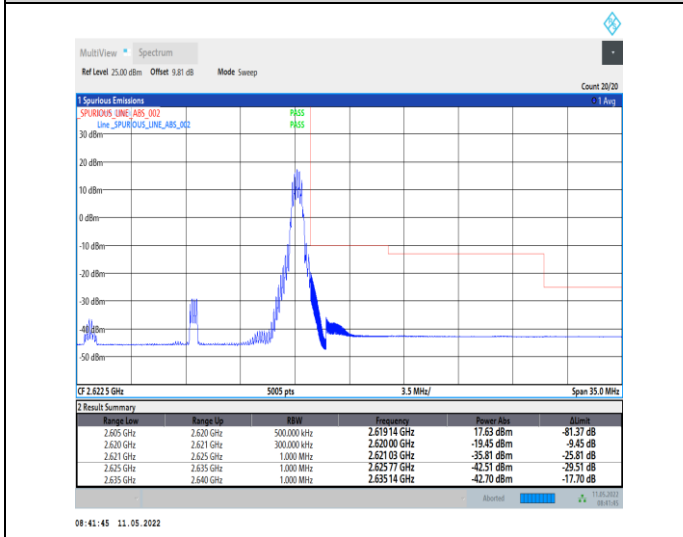 MultiView Spectrum
Ref Level 25.00 dBm Offset 9.81 dB Mode Sweep
Count 20/20
1 Spurious Emissions 1 Avg
_SPURIOUS_LINE_ABS_002 PASS
Line _SPURIOUS_LINE_ABS_002 PASS
30 dBm
20 dBm
10 dBm
0 dBm
-10 dBm
-20 dBm
-30 dBm
-40 dBm
-50 dBm
CF 2.622 5 GHz 5005 pts 3.5 MHz/ Span 35.0 MHz
2 Result Summary
Range Low Range Up RBW Frequency Power Abs ΔLimit
2.605 GHz 2.620 GHz 500.000 kHz 2.619 14 GHz 17.63 dBm -81.37 dB
2.620 GHz 2.621 GHz 300.000 kHz 2.620 00 GHz -19.45 dBm -9.45 dB
2.621 GHz 2.625 GHz 1.000 MHz 2.621 03 GHz -35.81 dBm -25.81 dB
2.625 GHz 2.635 GHz 1.000 MHz 2.625 77 GHz -42.51 dBm -29.51 dB
2.635 GHz 2.640 GHz 1.000 MHz 2.635 14 GHz -42.70 dBm -17.70 dB
Aborted 11.05.2022
08:41:45
08:41:45 11.05.2022